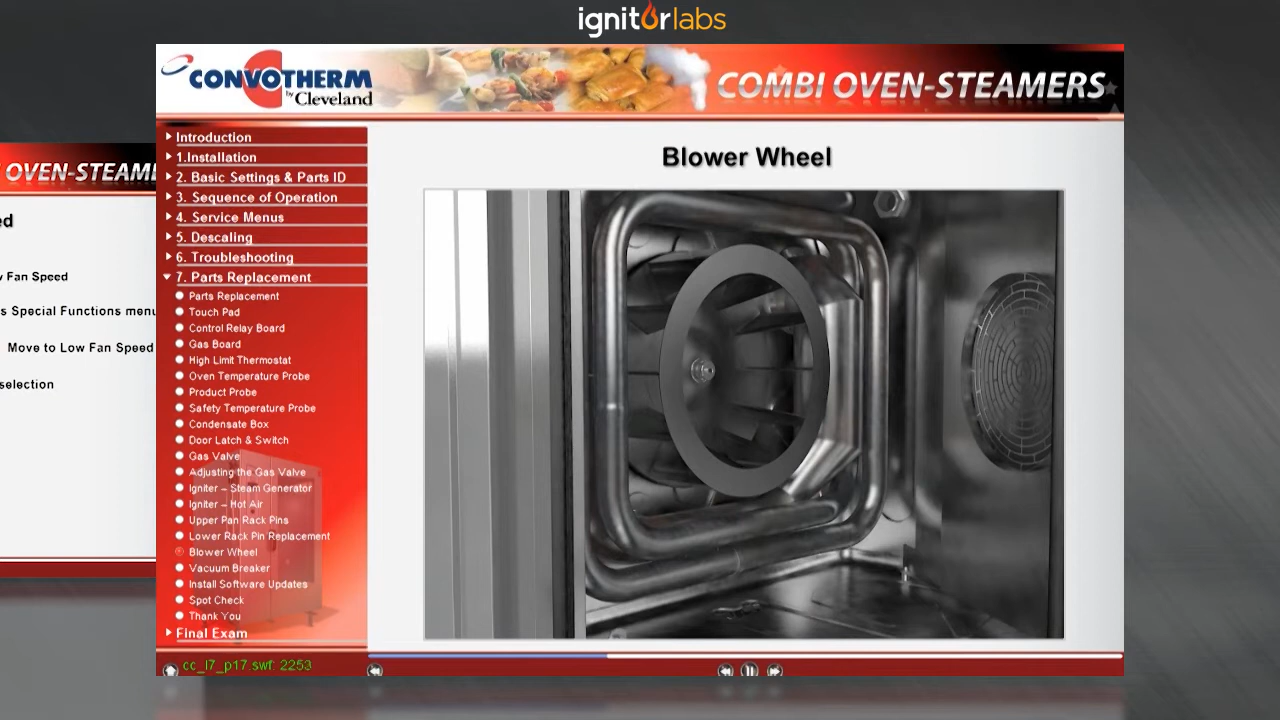 ignitorlabs
CONVOTHERM
by Cleveland
COMBI OVEN-STEAMERS
OVEN-STEAM
Introduction
1.Installation
2. Basic Settings & Parts ID
3. Sequence of Operation
4. Service Menus
5. Descaling
6. Troubleshooting
7. Parts Replacement
Parts Replacement
Touch Pad
Control Relay Board
Gas Board
High Limit Thermostat
Oven Temperature Probe
Product Probe
Safety Temperature Probe
Condensate Box
Door Latch & Switch
Gas Valve
Adjusting the Gas Valve
Igniter – Steam Generator
Igniter – Hot Air
Upper Pan Rack Pins
Lower Rack Pin Replacement
Blower Wheel
Vacuum Breaker
Install Software Updates
Spot Check
Thank You
Final Exam
cc_l7_p17.swf: 2253
Blower Wheel
ed
Fan Speed
s Special Functions menu
Move to Low Fan Speed
selection